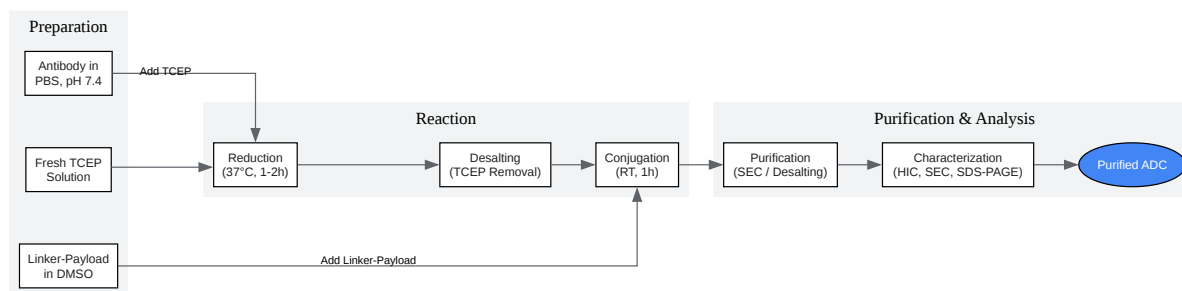 Preparation
Antibody in
PBS, pH 7.4
Add TCEP
Fresh TCEP
Solution
Linker-Payload
in DMSO
Add Linker-Payload
Reaction
Reduction
(37°C, 1-2h)
Desalting
(TCEP Removal)
Conjugation
(RT, 1h)
Purification & Analysis
Purification
(SEC / Desalting)
Characterization
(HIC, SEC, SDS-PAGE)
Purified ADC